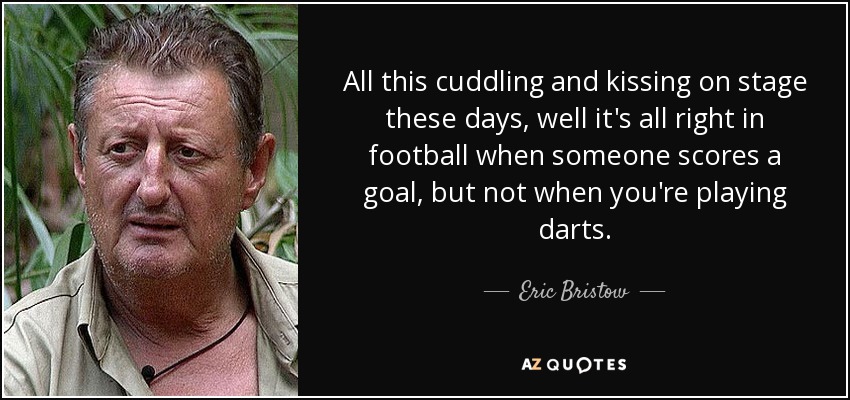 All this cuddling and kissing on stage
these days, well it's all right in
football when someone scores a
goal, but not when you're playing
darts.
Eric Bristow
AZ QUOTES